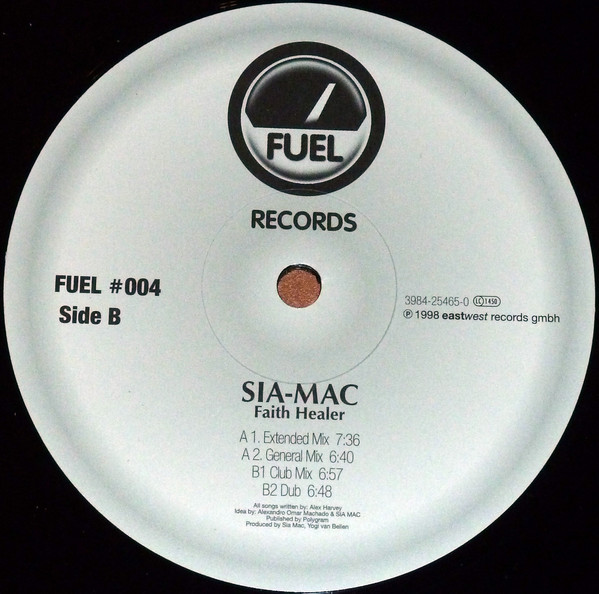 FUEL
RECORDS
FUEL #004
Side B
3984-25465-0 LC 1450
℗ 1998 eastwest records gmbh
SIA-MAC
Faith Healer
A 1. Extended Mix 7:36
A 2. General Mix 6:40
B1 Club Mix 6:57
B2 Dub 6:48
All songs written by: Alex Harvey
Idea by: Alexandro Omar Machado & SIA MAC
Published by Polygram
Produced by Sia Mac, Yogi van Bellen